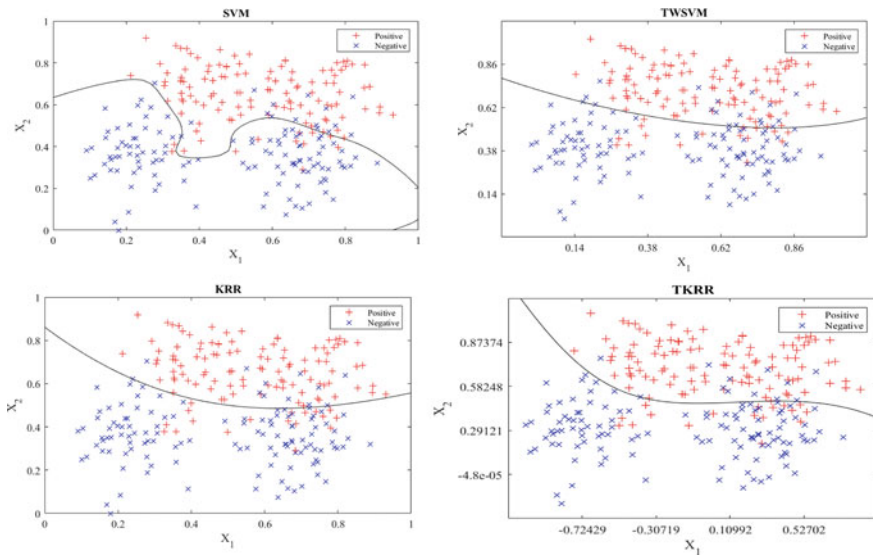 SVM
Positive
Negative
1
0.8
0.6
0.4
0.2
0
X2
0
0.2
0.4
0.6
0.8
1
X1
TWSVM
Positive
Negative
0.86
0.62
0.38
0.14
X2
0.14
0.38
0.62
0.86
X1
KRR
Positive
Negative
1
0.8
0.6
0.4
0.2
0
X2
0
0.2
0.4
0.6
0.8
1
X1
TKRR
Positive
Negative
0.87374
0.58248
0.29121
-4.8e-05
X2
-0.72429
-0.30719
0.10992
0.52702
X1